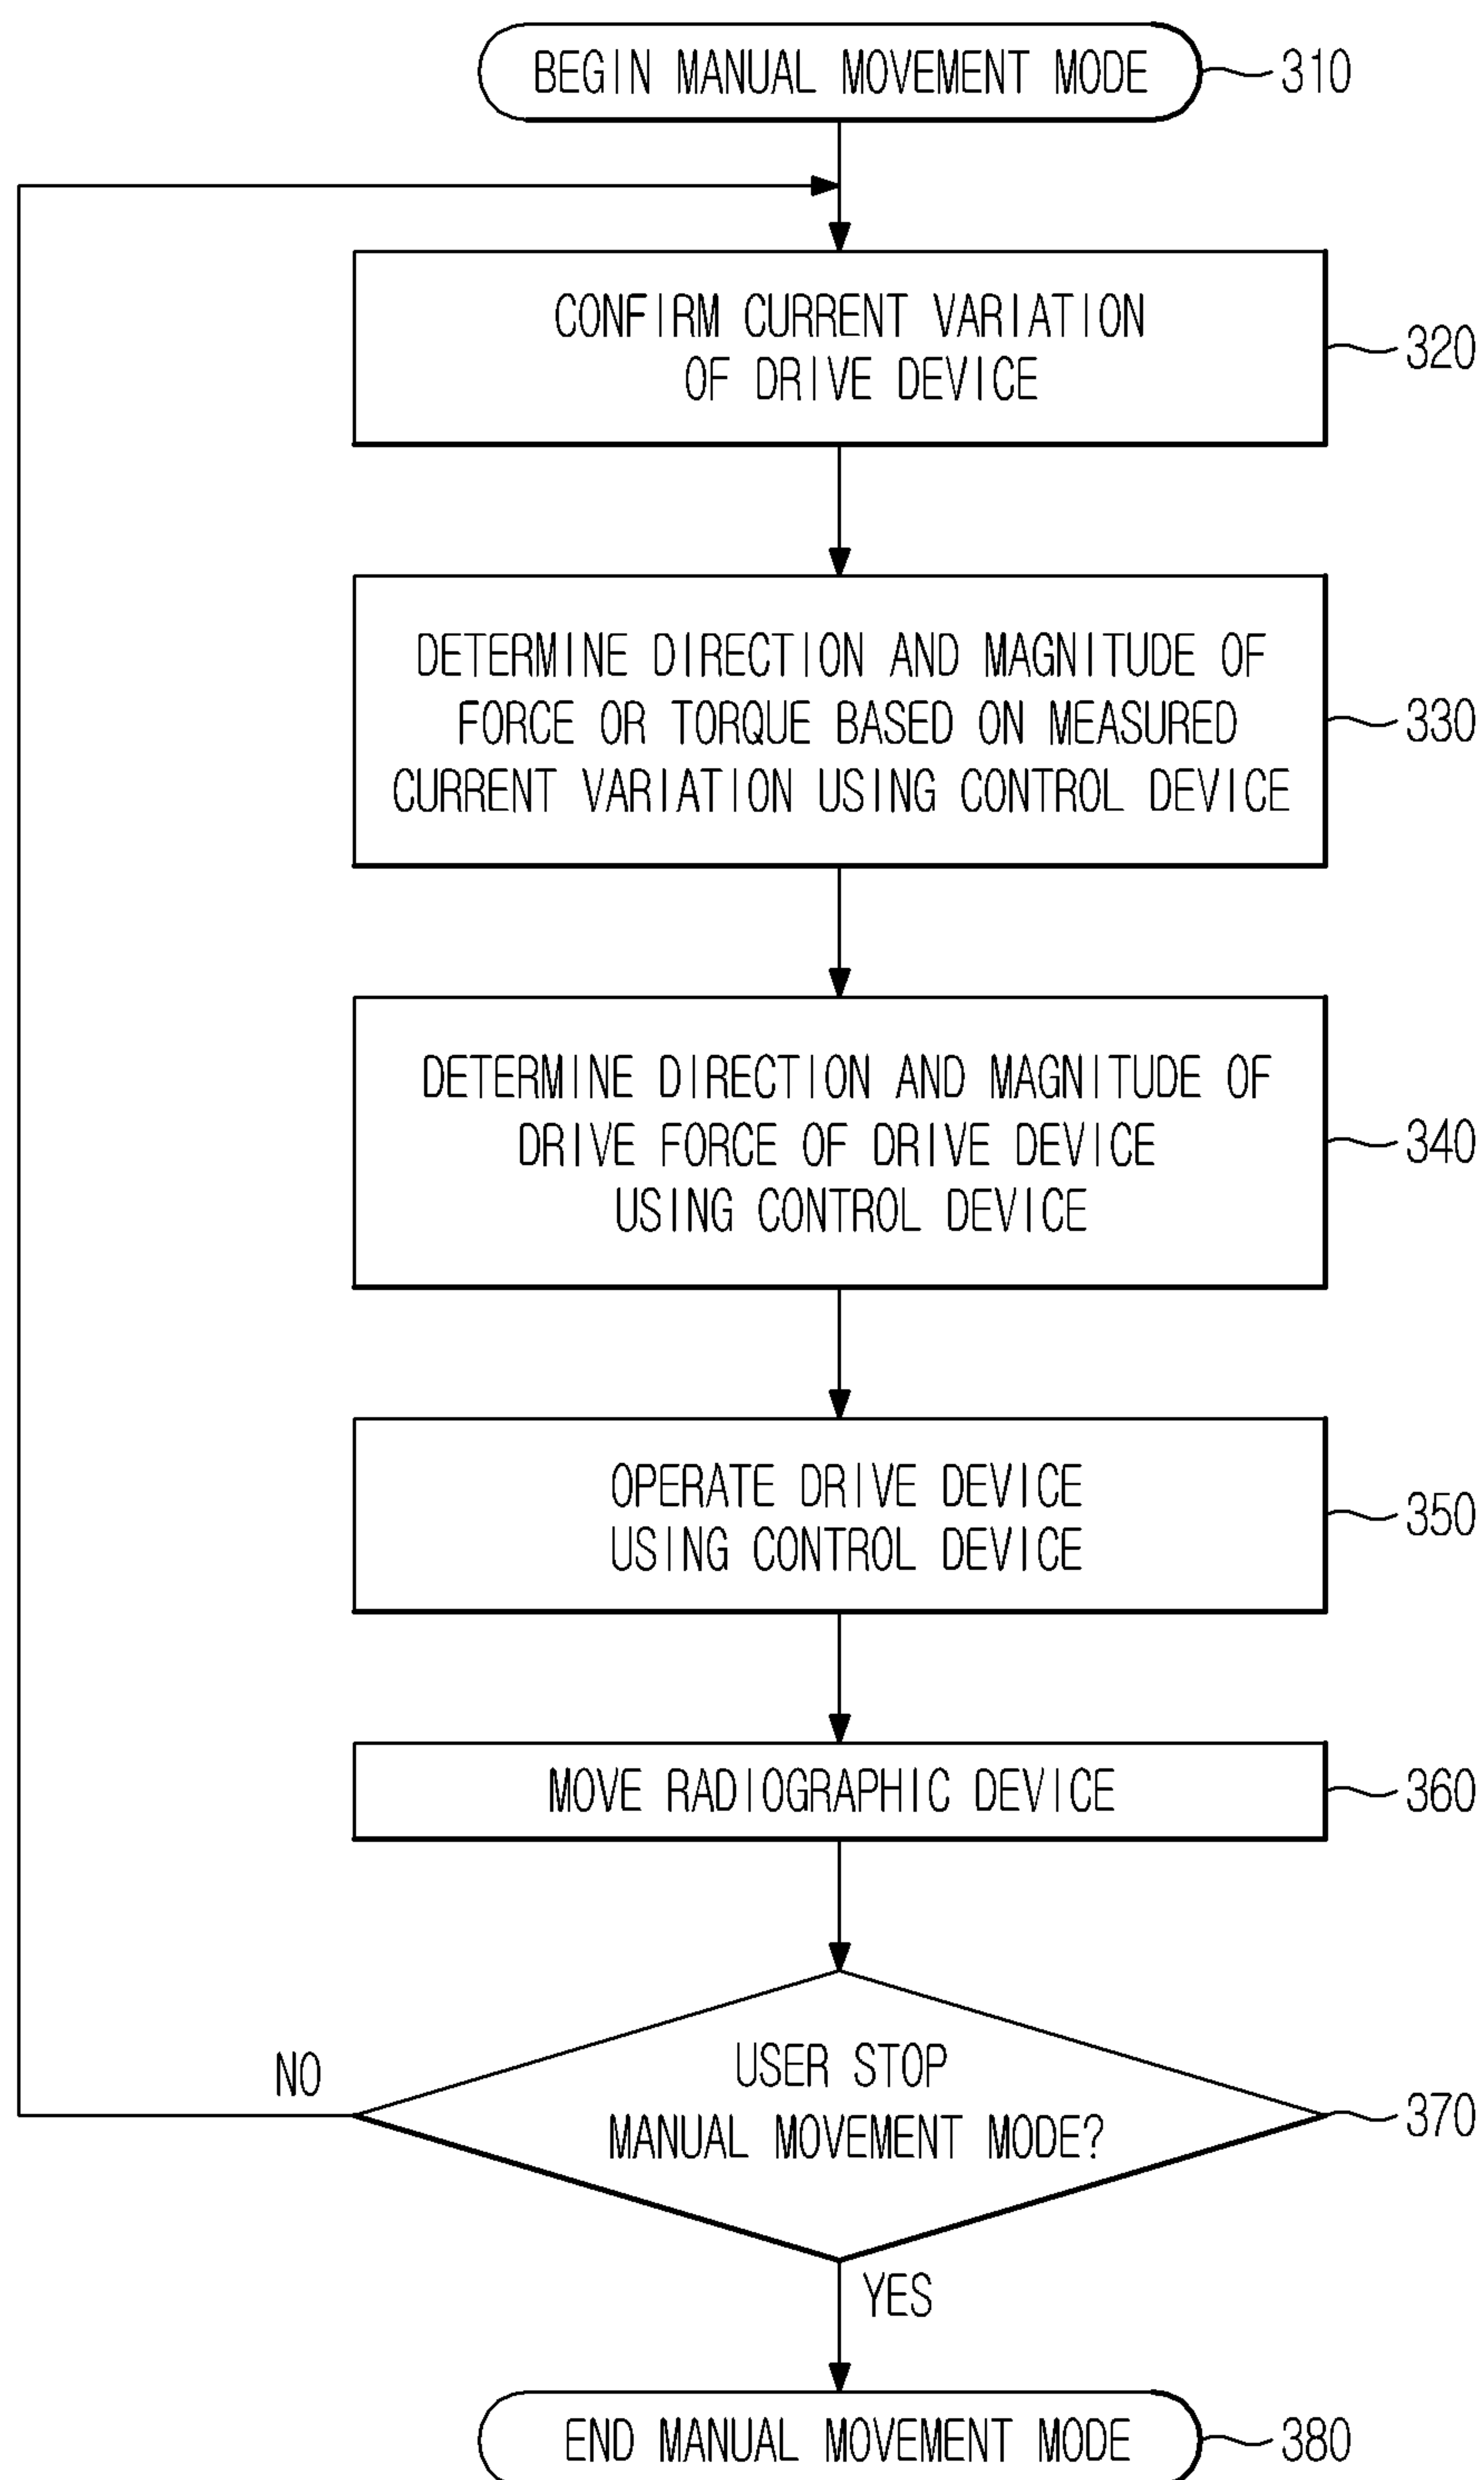 BEGIN MANUAL MOVEMENT MODE
310
CONFIRM CURRENT VARIATION
OF DRIVE DEVICE
320
DETERMINE DIRECTION AND MAGNITUDE OF
FORCE OR TORQUE BASED ON MEASURED
CURRENT VARIATION USING CONTROL DEVICE
330
DETERMINE DIRECTION AND MAGNITUDE OF
DRIVE FORCE OF DRIVE DEVICE
USING CONTROL DEVICE
340
OPERATE DRIVE DEVICE
USING CONTROL DEVICE
350
MOVE RADIOGRAPHIC DEVICE
360
NO
USER STOP
MANUAL MOVEMENT MODE?
370
YES
END MANUAL MOVEMENT MODE
380